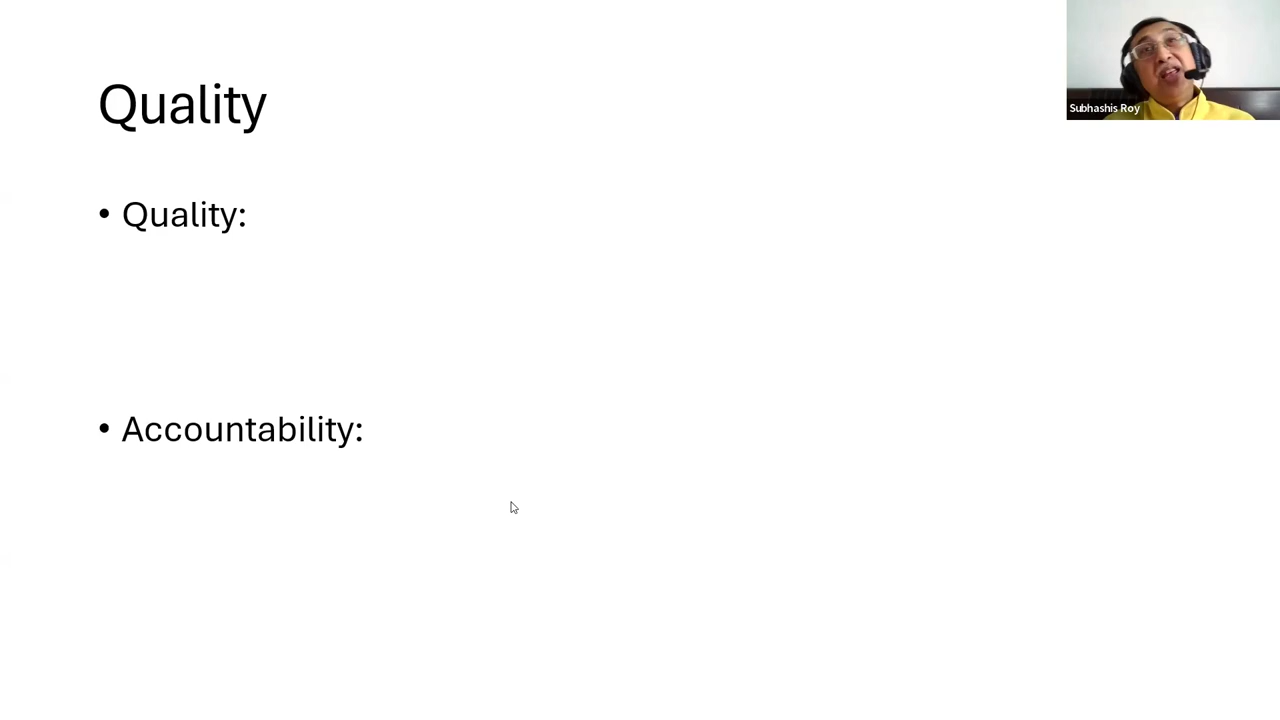 Quality
• Quality:
• Accountability:
Subhashis Roy